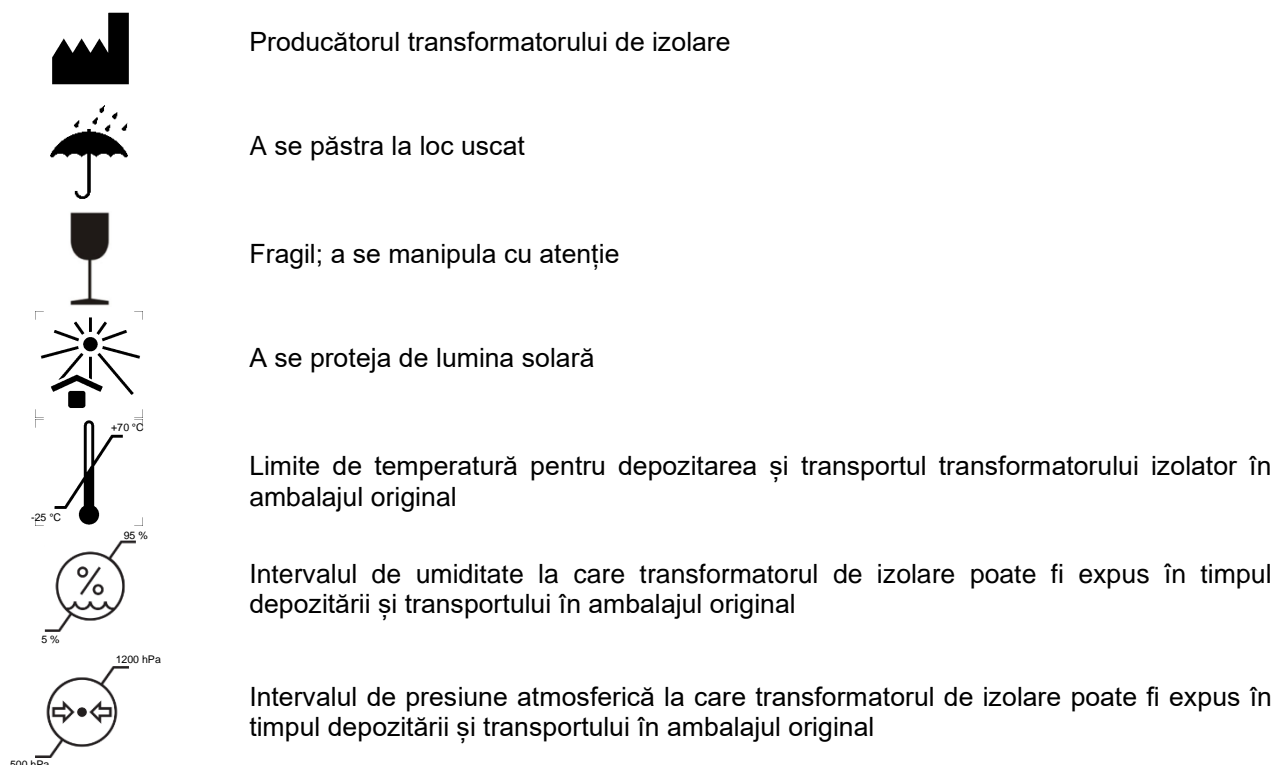 Producătorul transformatorului de izolare
A se păstra la loc uscat
Fragil; a se manipula cu atenție
A se proteja de lumina solară
+70 °C
Limite de temperatură pentru depozitarea și transportul transformatorului izolator în
ambalajul original
-25 °C
95 %
%
Intervalul de umiditate la care transformatorul de izolare poate fi expus în timpul
depozitării și transportului în ambalajul original
5 %
1200 hPa
Intervalul de presiune atmosferică la care transformatorul de izolare poate fi expus în
timpul depozitării și transportului în ambalajul original
500 hPa